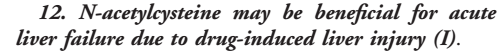 12. N-acetylcysteine may be beneficial for acute
liver failure due to drug-induced liver injury (I).